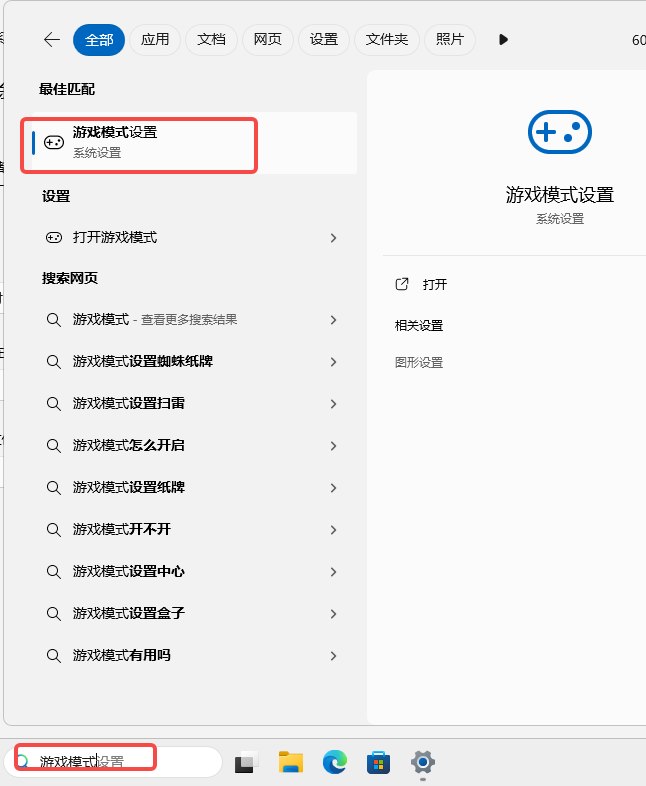 全部 应用 文档 网页 设置 文件夹 照片 60
最佳匹配
游戏模式设置
系统设置
设置
打开游戏模式
搜索网页
游戏模式 - 查看更多搜索结果
游戏模式设置蜘蛛纸牌
游戏模式设置扫雷
游戏模式怎么开启
游戏模式设置纸牌
游戏模式开不开
游戏模式设置中心
游戏模式设置盒子
游戏模式有用吗
游戏模式设置
系统设置
打开
相关设置
图形设置
游戏模式设置